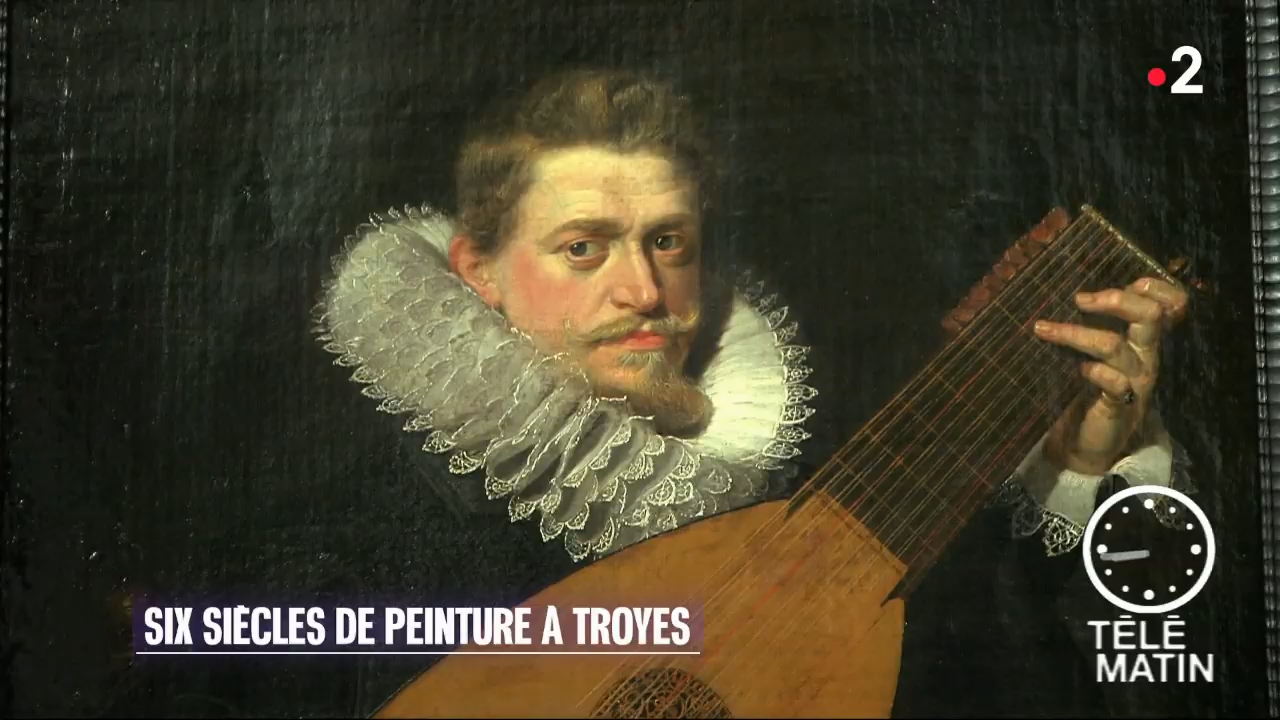 2
SIX SIÈCLES DE PEINTURE À TROYES
TÉLÉ
MATIN